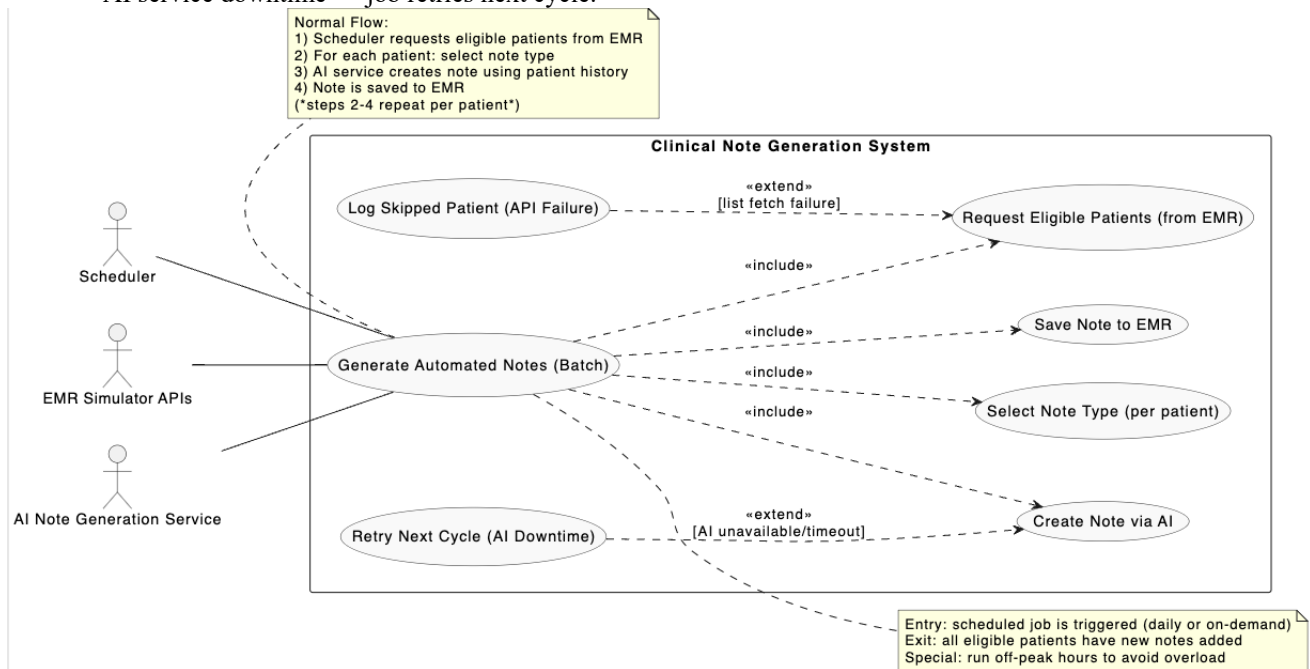 AI service downtime → job retries next cycle.
Normal Flow:
1) Scheduler requests eligible patients from EMR
2) For each patient: select note type
3) AI service creates note using patient history
4) Note is saved to EMR
(*steps 2-4 repeat per patient*)
Clinical Note Generation System
Log Skipped Patient (API Failure)
«extend»
[list fetch failure]
Request Eligible Patients (from EMR)
Scheduler
«include»
Save Note to EMR
«include»
Generate Automated Notes (Batch)
«include»
EMR Simulator APIs
Select Note Type (per patient)
«include»
AI Note Generation Service
«extend»
[AI unavailable/timeout]
Create Note via AI
Retry Next Cycle (AI Downtime)
Entry: scheduled job is triggered (daily or on-demand)
Exit: all eligible patients have new notes added
Special: run off-peak hours to avoid overload